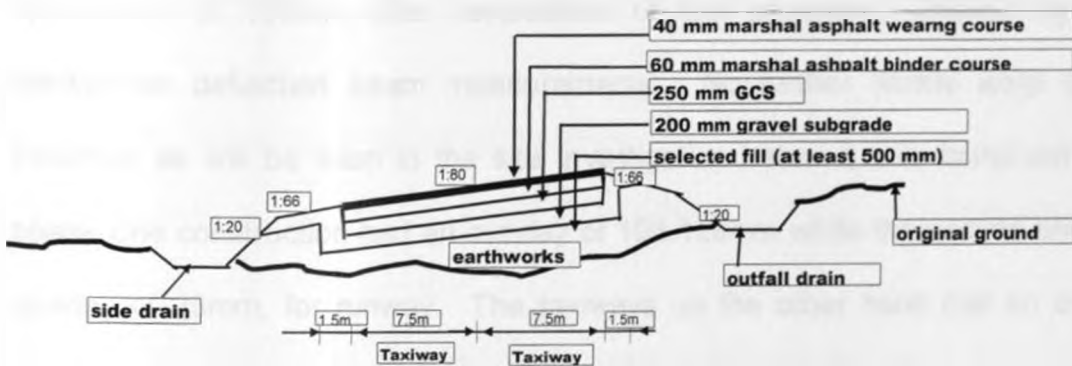 40 mm marshal asphalt wearng course
60 mm marshal ashpalt binder course
250 mm GCS
200 mm gravel subgrade
selected fill (at least 500 mm)
1:80
1:66
1:66
1:20
1:20
earthworks
original ground
outfall drain
side drain
1.5m
7.5m
7.5m
1.5m
Taxiway
Taxiway